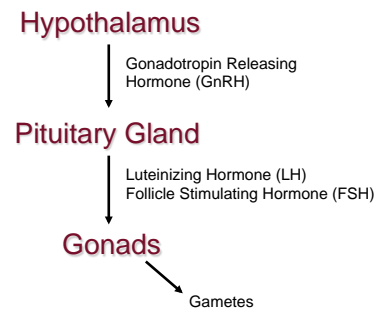 Hypothalamus
Gonadotropin Releasing
Hormone (GnRH)
Pituitary Gland
Luteinizing Hormone (LH)
Follicle Stimulating Hormone (FSH)
Gonads
Gametes